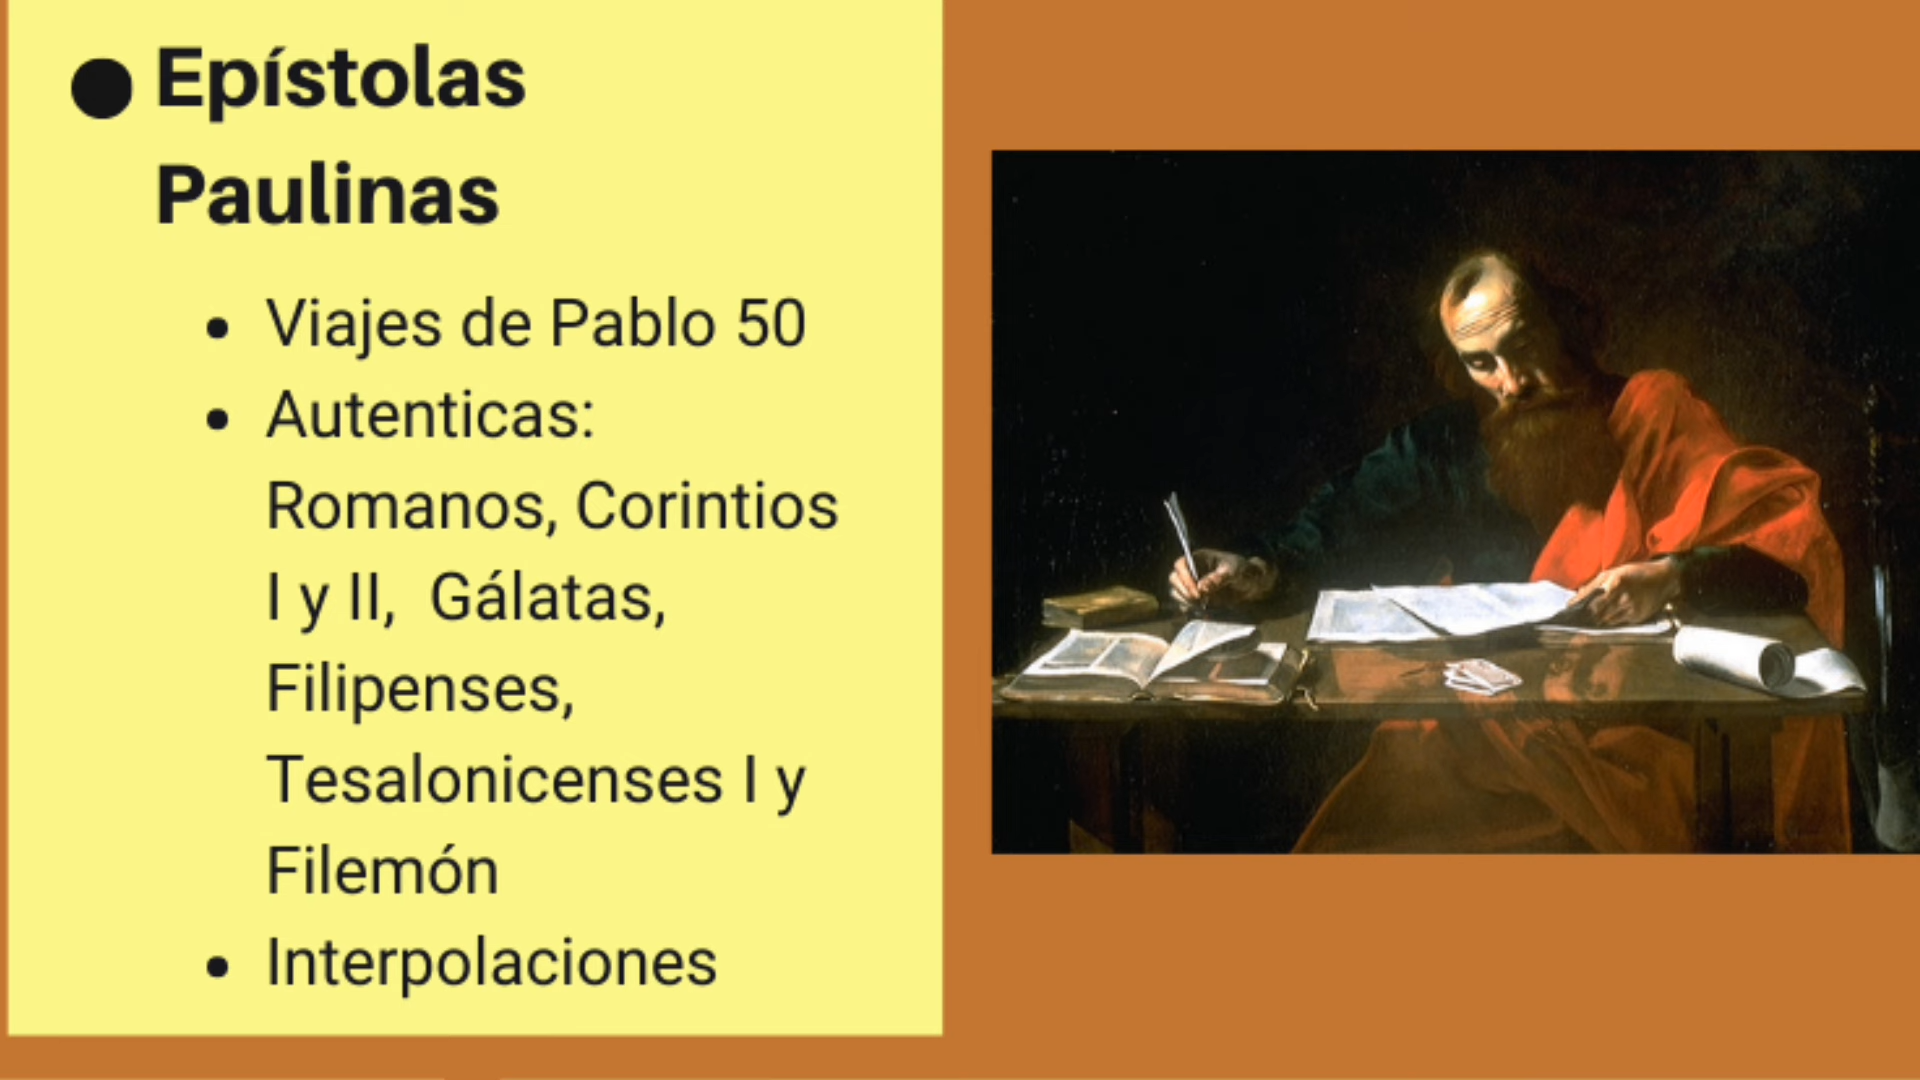 Epístolas
Paulinas
Viajes de Pablo 50
Autenticas:
Romanos, Corintios
I y II, Gálatas,
Filipenses,
Tesalonicenses I y
Filemón
Interpolaciones